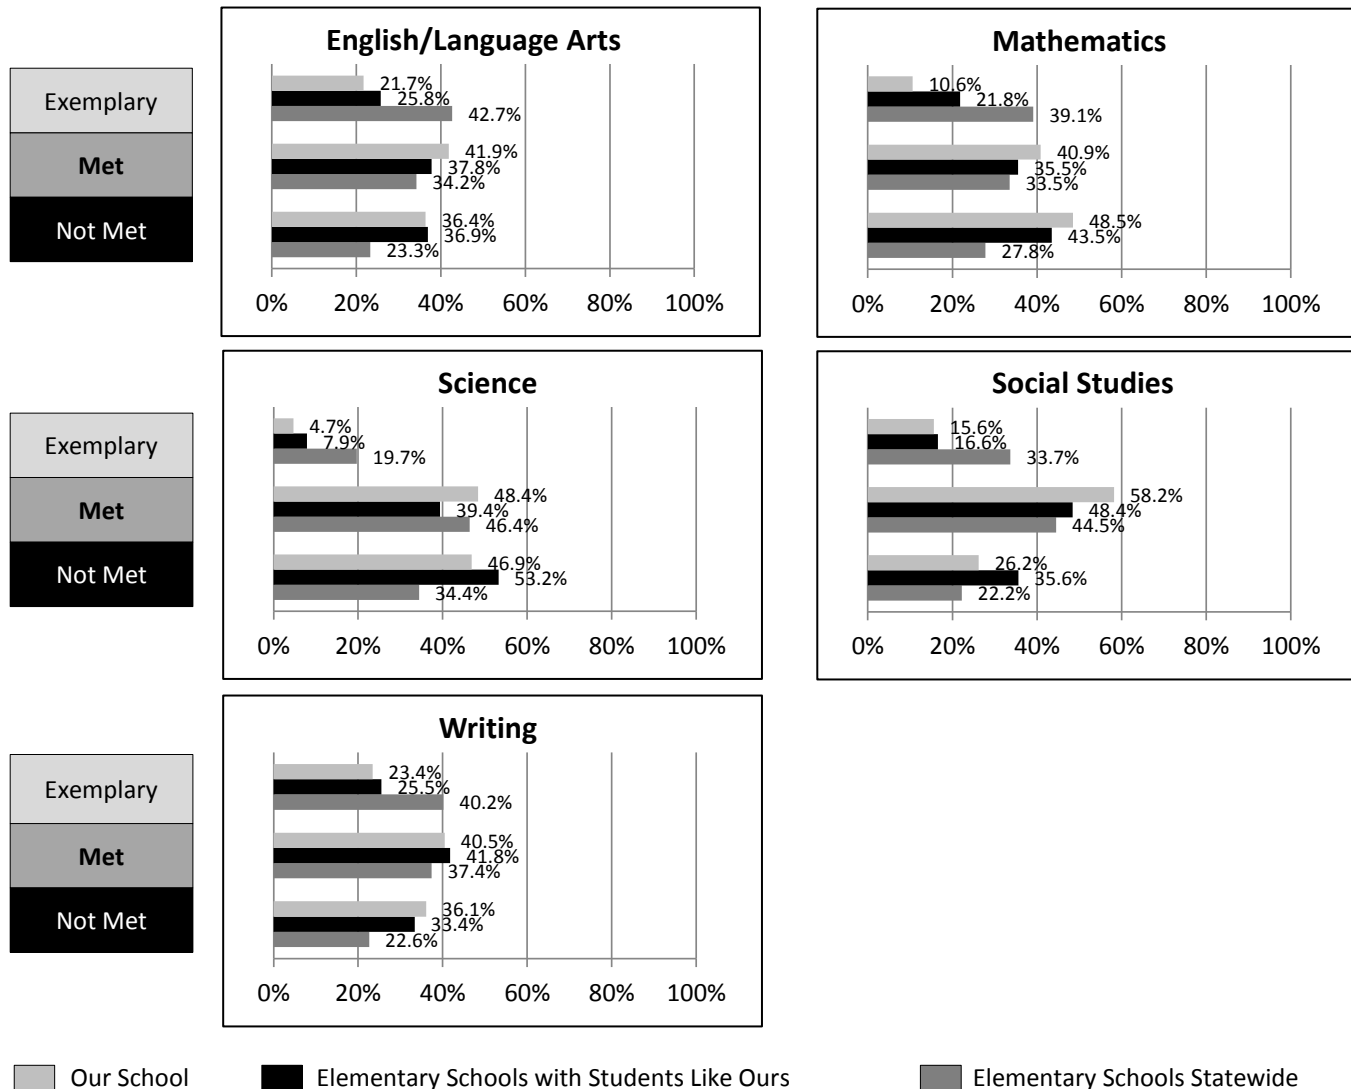 English/Language Arts
Exemplary
Met
Not Met
21.7%
25.8%
42.7%
41.9%
37.8%
34.2%
36.4%
36.9%
23.3%
0% 20% 40% 60% 80% 100%
Mathematics
10.6%
21.8%
39.1%
40.9%
35.5%
33.5%
48.5%
43.5%
27.8%
0% 20% 40% 60% 80% 100%
Science
Exemplary
Met
Not Met
4.7%
7.9%
19.7%
48.4%
39.4%
46.4%
46.9%
53.2%
34.4%
0% 20% 40% 60% 80% 100%
Social Studies
15.6%
16.6%
33.7%
58.2%
48.4%
44.5%
26.2%
35.6%
22.2%
0% 20% 40% 60% 80% 100%
Writing
Exemplary
Met
Not Met
23.4%
25.5%
40.2%
40.5%
41.8%
37.4%
36.1%
33.4%
22.6%
0% 20% 40% 60% 80% 100%
Our School Elementary Schools with Students Like Ours Elementary Schools Statewide